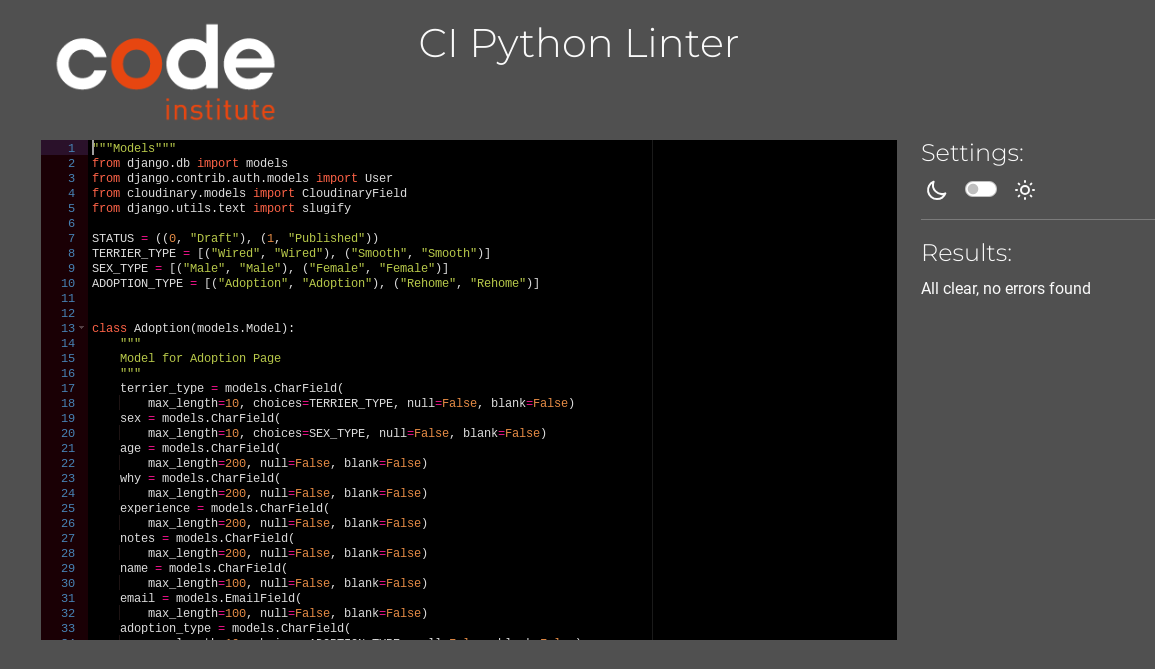 code
institute
CI Python Linter
1 """Models"""
2 from django.db import models
3 from django.contrib.auth.models import User
4 from cloudinary.models import CloudinaryField
5 from django.utils.text import slugify
6
7 STATUS = ((0, "Draft"), (1, "Published"))
8 TERRIER_TYPE = [("Wired", "Wired"), ("Smooth", "Smooth")]
9 SEX_TYPE = [("Male", "Male"), ("Female", "Female")]
10 ADOPTION_TYPE = [("Adoption", "Adoption"), ("Rehome", "Rehome")]
11
12
13 class Adoption(models.Model):
14     """
15     Model for Adoption Page
16     """
17     terrier_type = models.CharField(
18         max_length=10, choices=TERRIER_TYPE, null=False, blank=False)
19     sex = models.CharField(
20         max_length=10, choices=SEX_TYPE, null=False, blank=False)
21     age = models.CharField(
22         max_length=200, null=False, blank=False)
23     why = models.CharField(
24         max_length=200, null=False, blank=False)
25     experience = models.CharField(
26         max_length=200, null=False, blank=False)
27     notes = models.CharField(
28         max_length=200, null=False, blank=False)
29     name = models.CharField(
30         max_length=100, null=False, blank=False)
31     email = models.EmailField(
32         max_length=100, null=False, blank=False)
33     adoption_type = models.CharField(
Settings:
Results:
All clear, no errors found